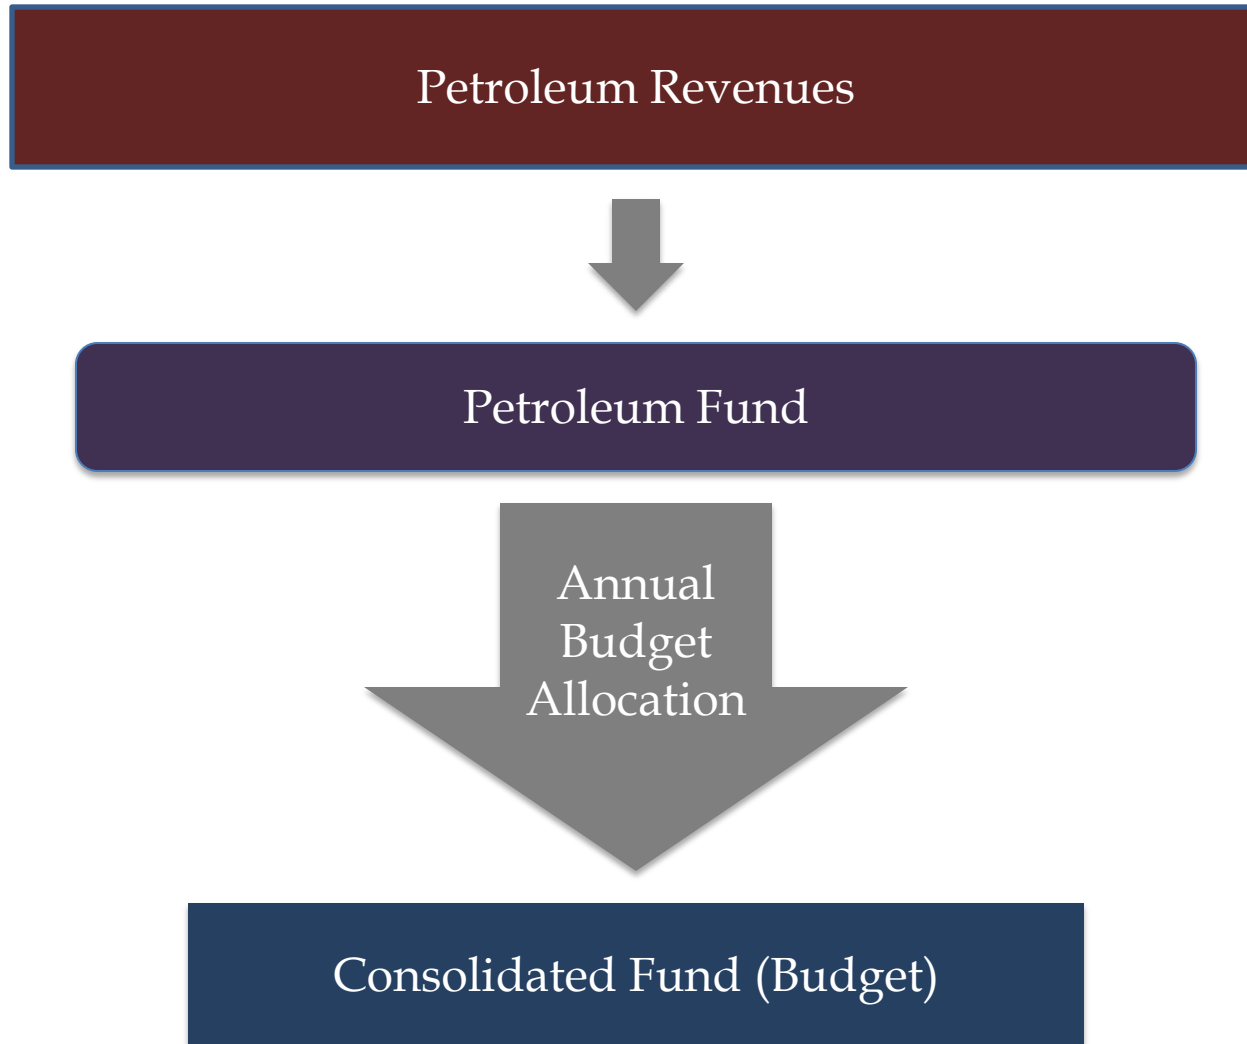 Petroleum Revenues
Petroleum Fund
Annual
Budget
Allocation
Consolidated Fund (Budget)